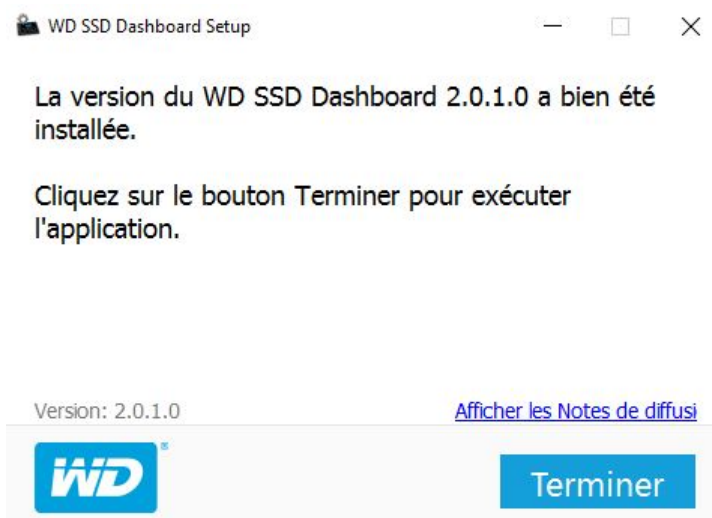 WD SSD Dashboard Setup
La version du WD SSD Dashboard 2.0.1.0 a bien été
installée.
Cliquez sur le bouton Terminer pour exécuter
l'application.
Version: 2.0.1.0
Afficher les Notes de diffusi
WD®
Terminer